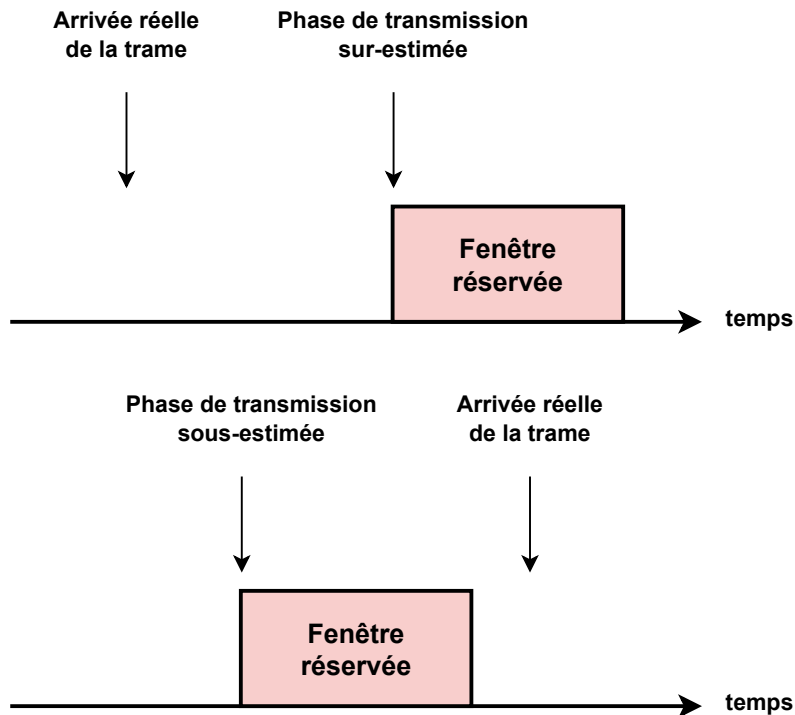 Arrivée réelle
de la trame
Phase de transmission
sur-estimée
Fenêtre
réservée
temps
Phase de transmission
sous-estimée
Arrivée réelle
de la trame
Fenêtre
réservée
temps